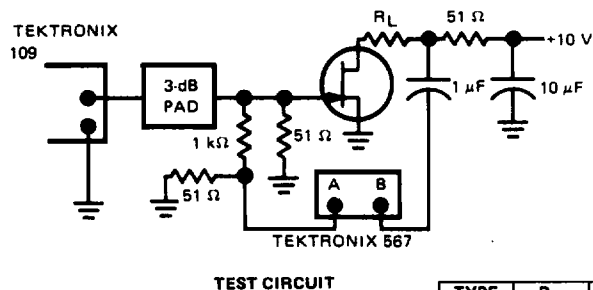 TEKTRONIX
109
3-dB
PAD
1 kΩ
51 Ω
51 Ω
RL
51 Ω
+10 V
1 μF
10 μF
A B
TEKTRONIX 567
TEST CIRCUIT
TYPE